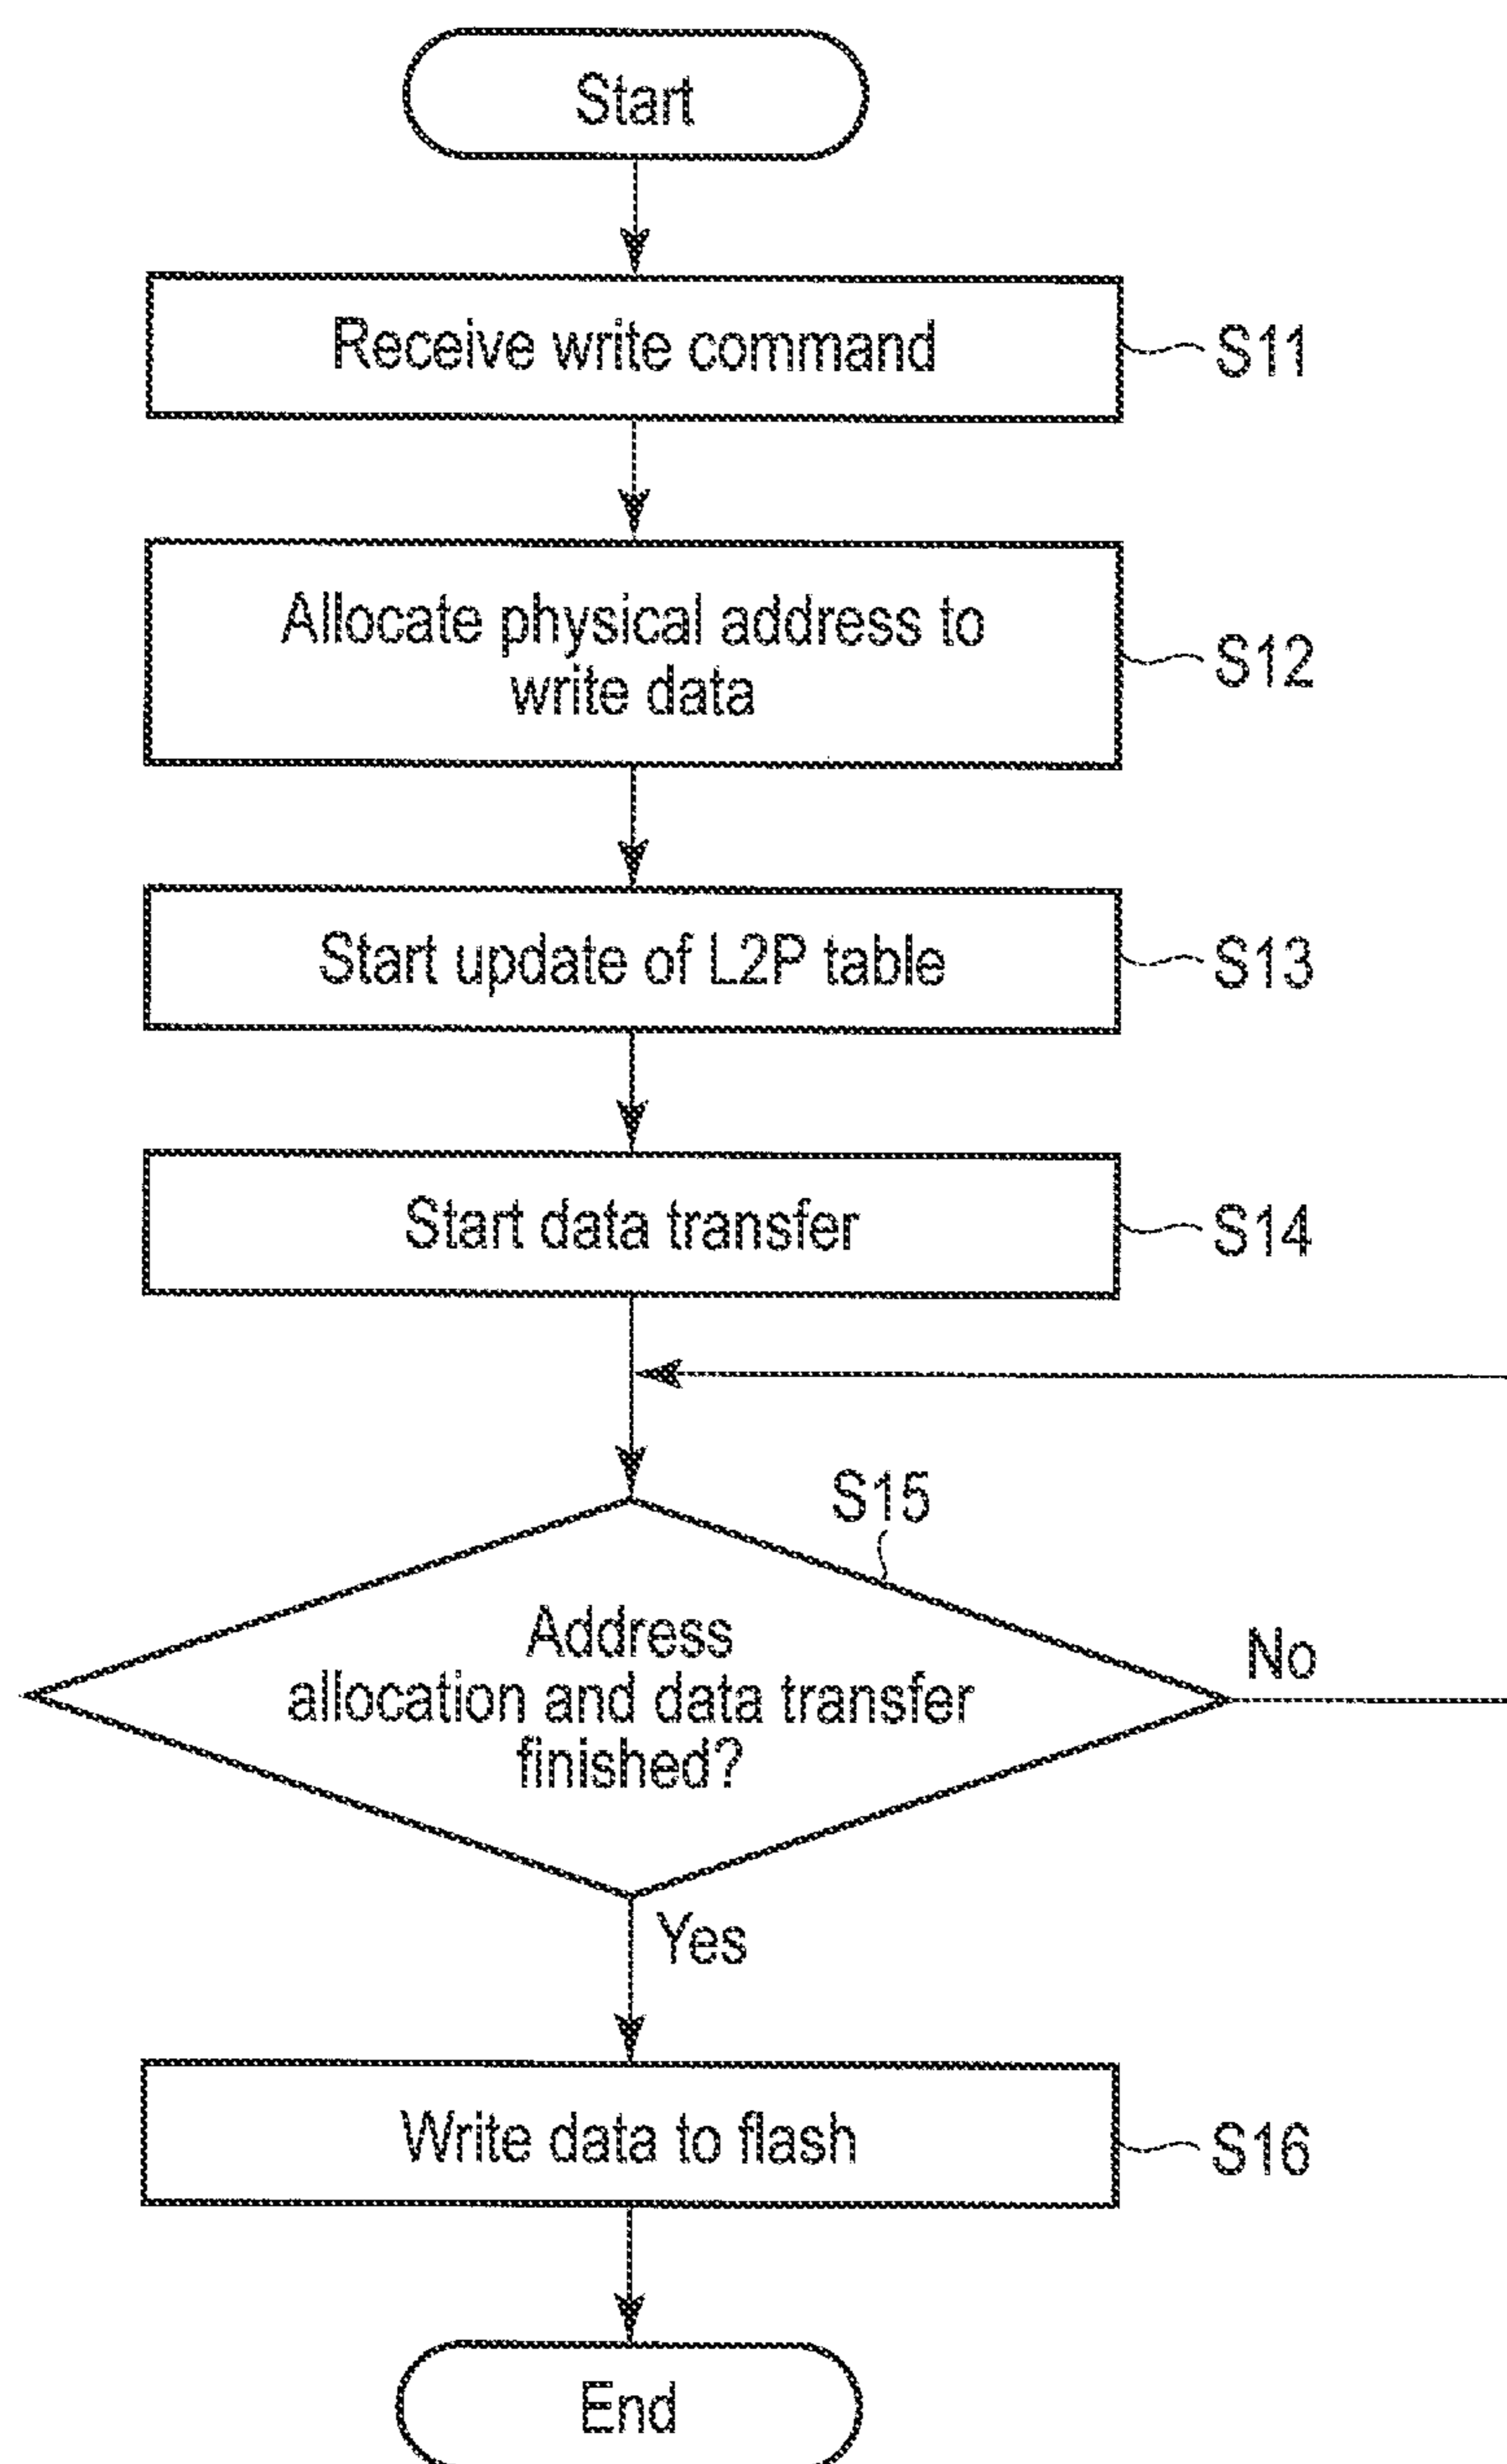 Start
Receive write command
S11
Allocate physical address to
write data
S12
Start update of L2P table
S13
Start data transfer
S14
S15
Address
allocation and data transfer
finished?
No
Yes
Write data to flash
S16
End